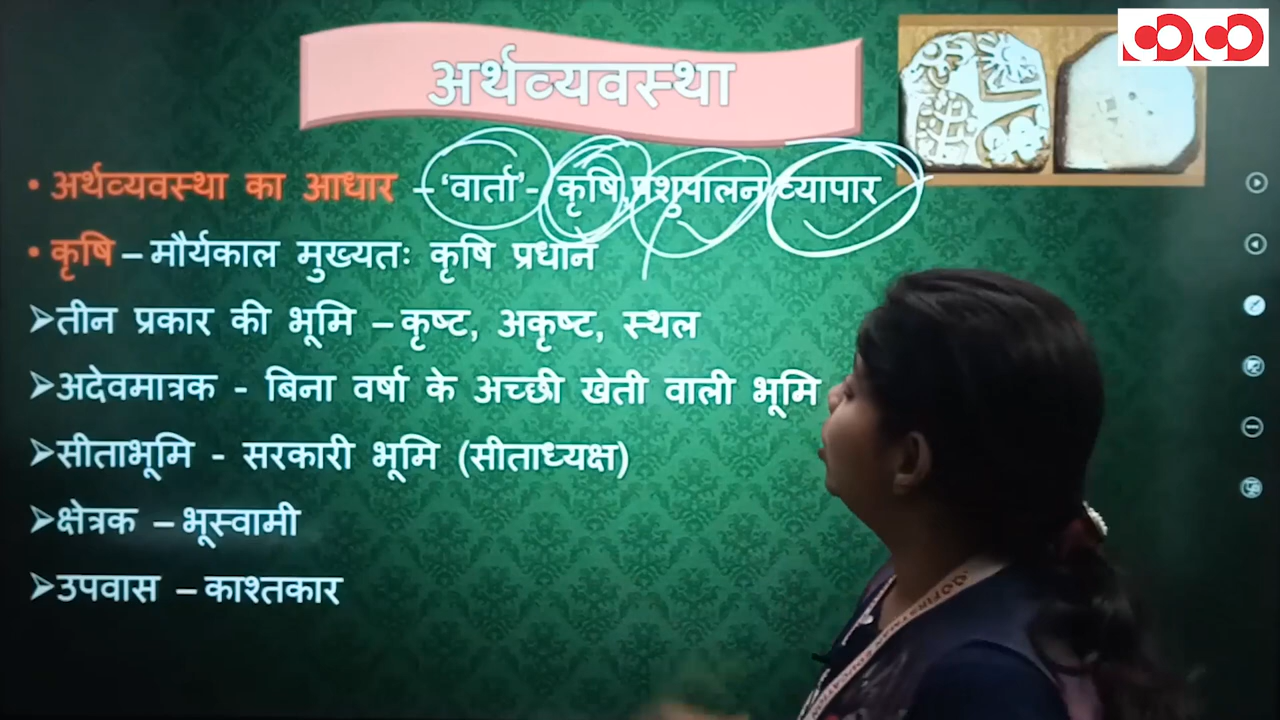 अर्थव्यवस्था
• अर्थव्यवस्था का आधार – 'वार्ता'- कृषि,पशुपालन व्यापार
• कृषि – मौर्यकाल मुख्यतः कृषि प्रधान
➤तीन प्रकार की भूमि – कृष्ट, अकृष्ट, स्थल
➤अदेवमात्रक - बिना वर्षा के अच्छी खेती वाली भूमि
➤सीताभूमि - सरकारी भूमि (सीताध्यक्ष)
➤क्षेत्रक – भूस्वामी
➤उपवास – काश्तकार